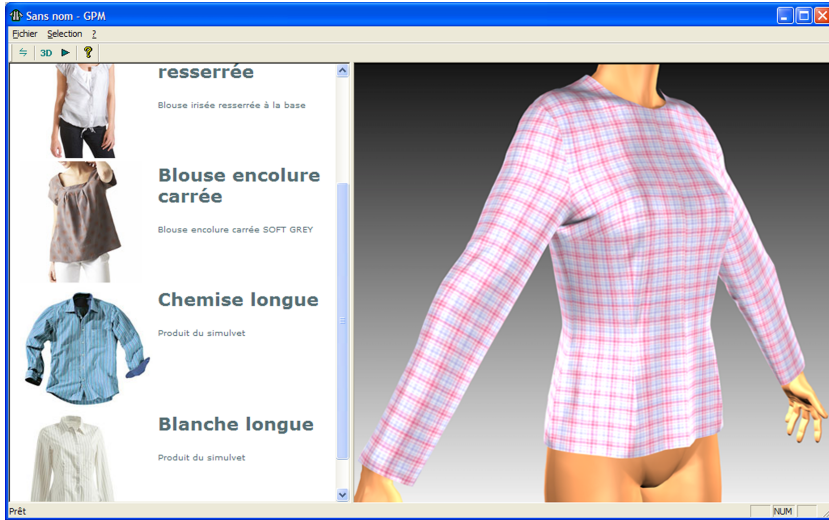 Sans nom - GPM
Fichier Selection ?
3D
resserrée
Blouse irisée resserrée à la base
Blouse encolure
carrée
Blouse encolure carrée SOFT GREY
Chemise longue
Produit du simulvet
Blanche longue
Produit du simulvet
Prêt
NUM